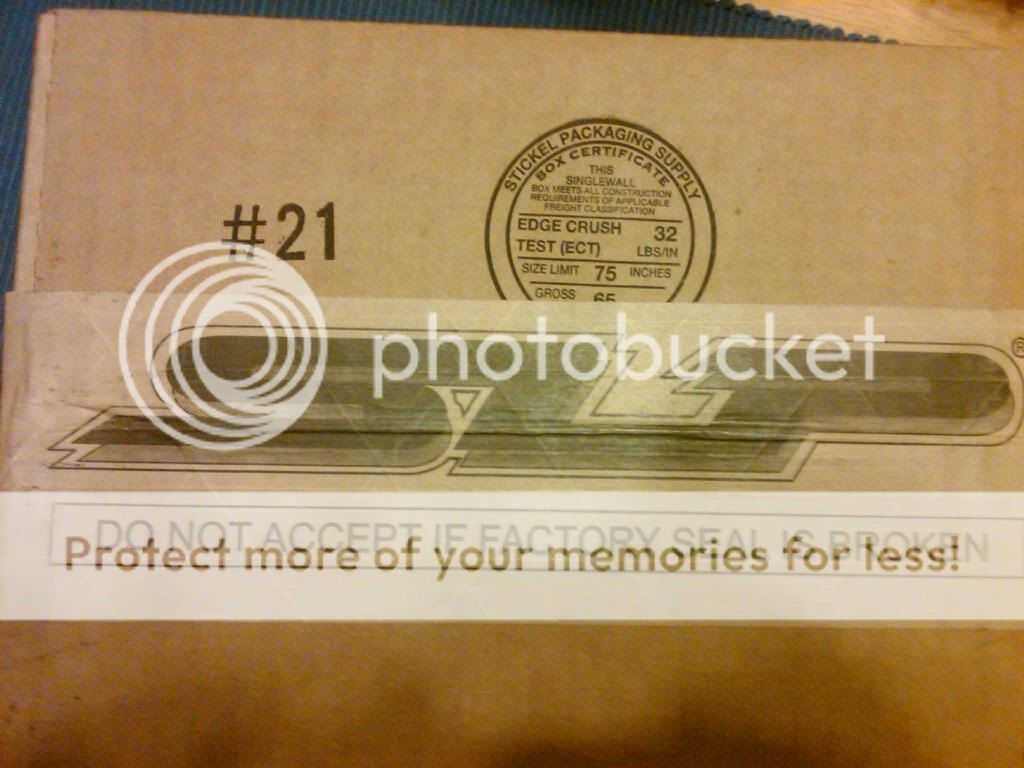 STICKEL PACKAGING SUPPLY
BOX CERTIFICATE
THIS
SINGLEWALL
BOX MEETS ALL CONSTRUCTION
REQUIREMENTS OF APPLICABLE
FREIGHT CLASSIFICATION
#21
EDGE CRUSH 32
TEST (ECT) LBS/IN
SIZE LIMIT 75 INCHES
GROSS 65
photobucket
®
DO NOT ACCEPT IF FACTORY SEAL IS BROKEN
Protect more of your memories for less!